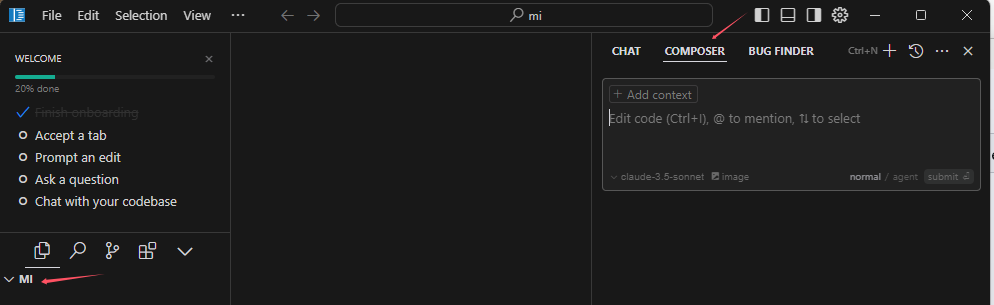 File Edit Selection View ···
mi
WELCOME
20% done
Finish onboarding
Accept a tab
Prompt an edit
Ask a question
Chat with your codebase
MI
CHAT COMPOSER BUG FINDER Ctrl+N
+ Add context
Edit code (Ctrl+I), @ to mention, ⇅ to select
claude-3.5-sonnet image normal / agent submit ⏎